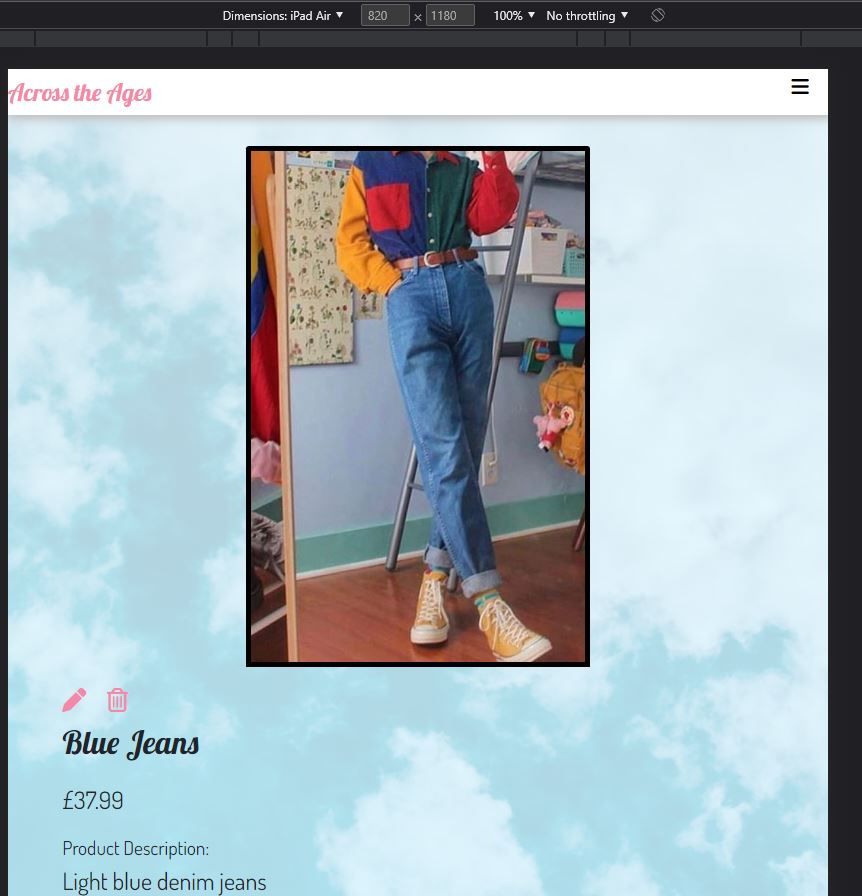 Dimensions: iPad Air 820 × 1180 100% No throttling
Across the Ages
Blue Jeans
£37.99
Product Description:
Light blue denim jeans